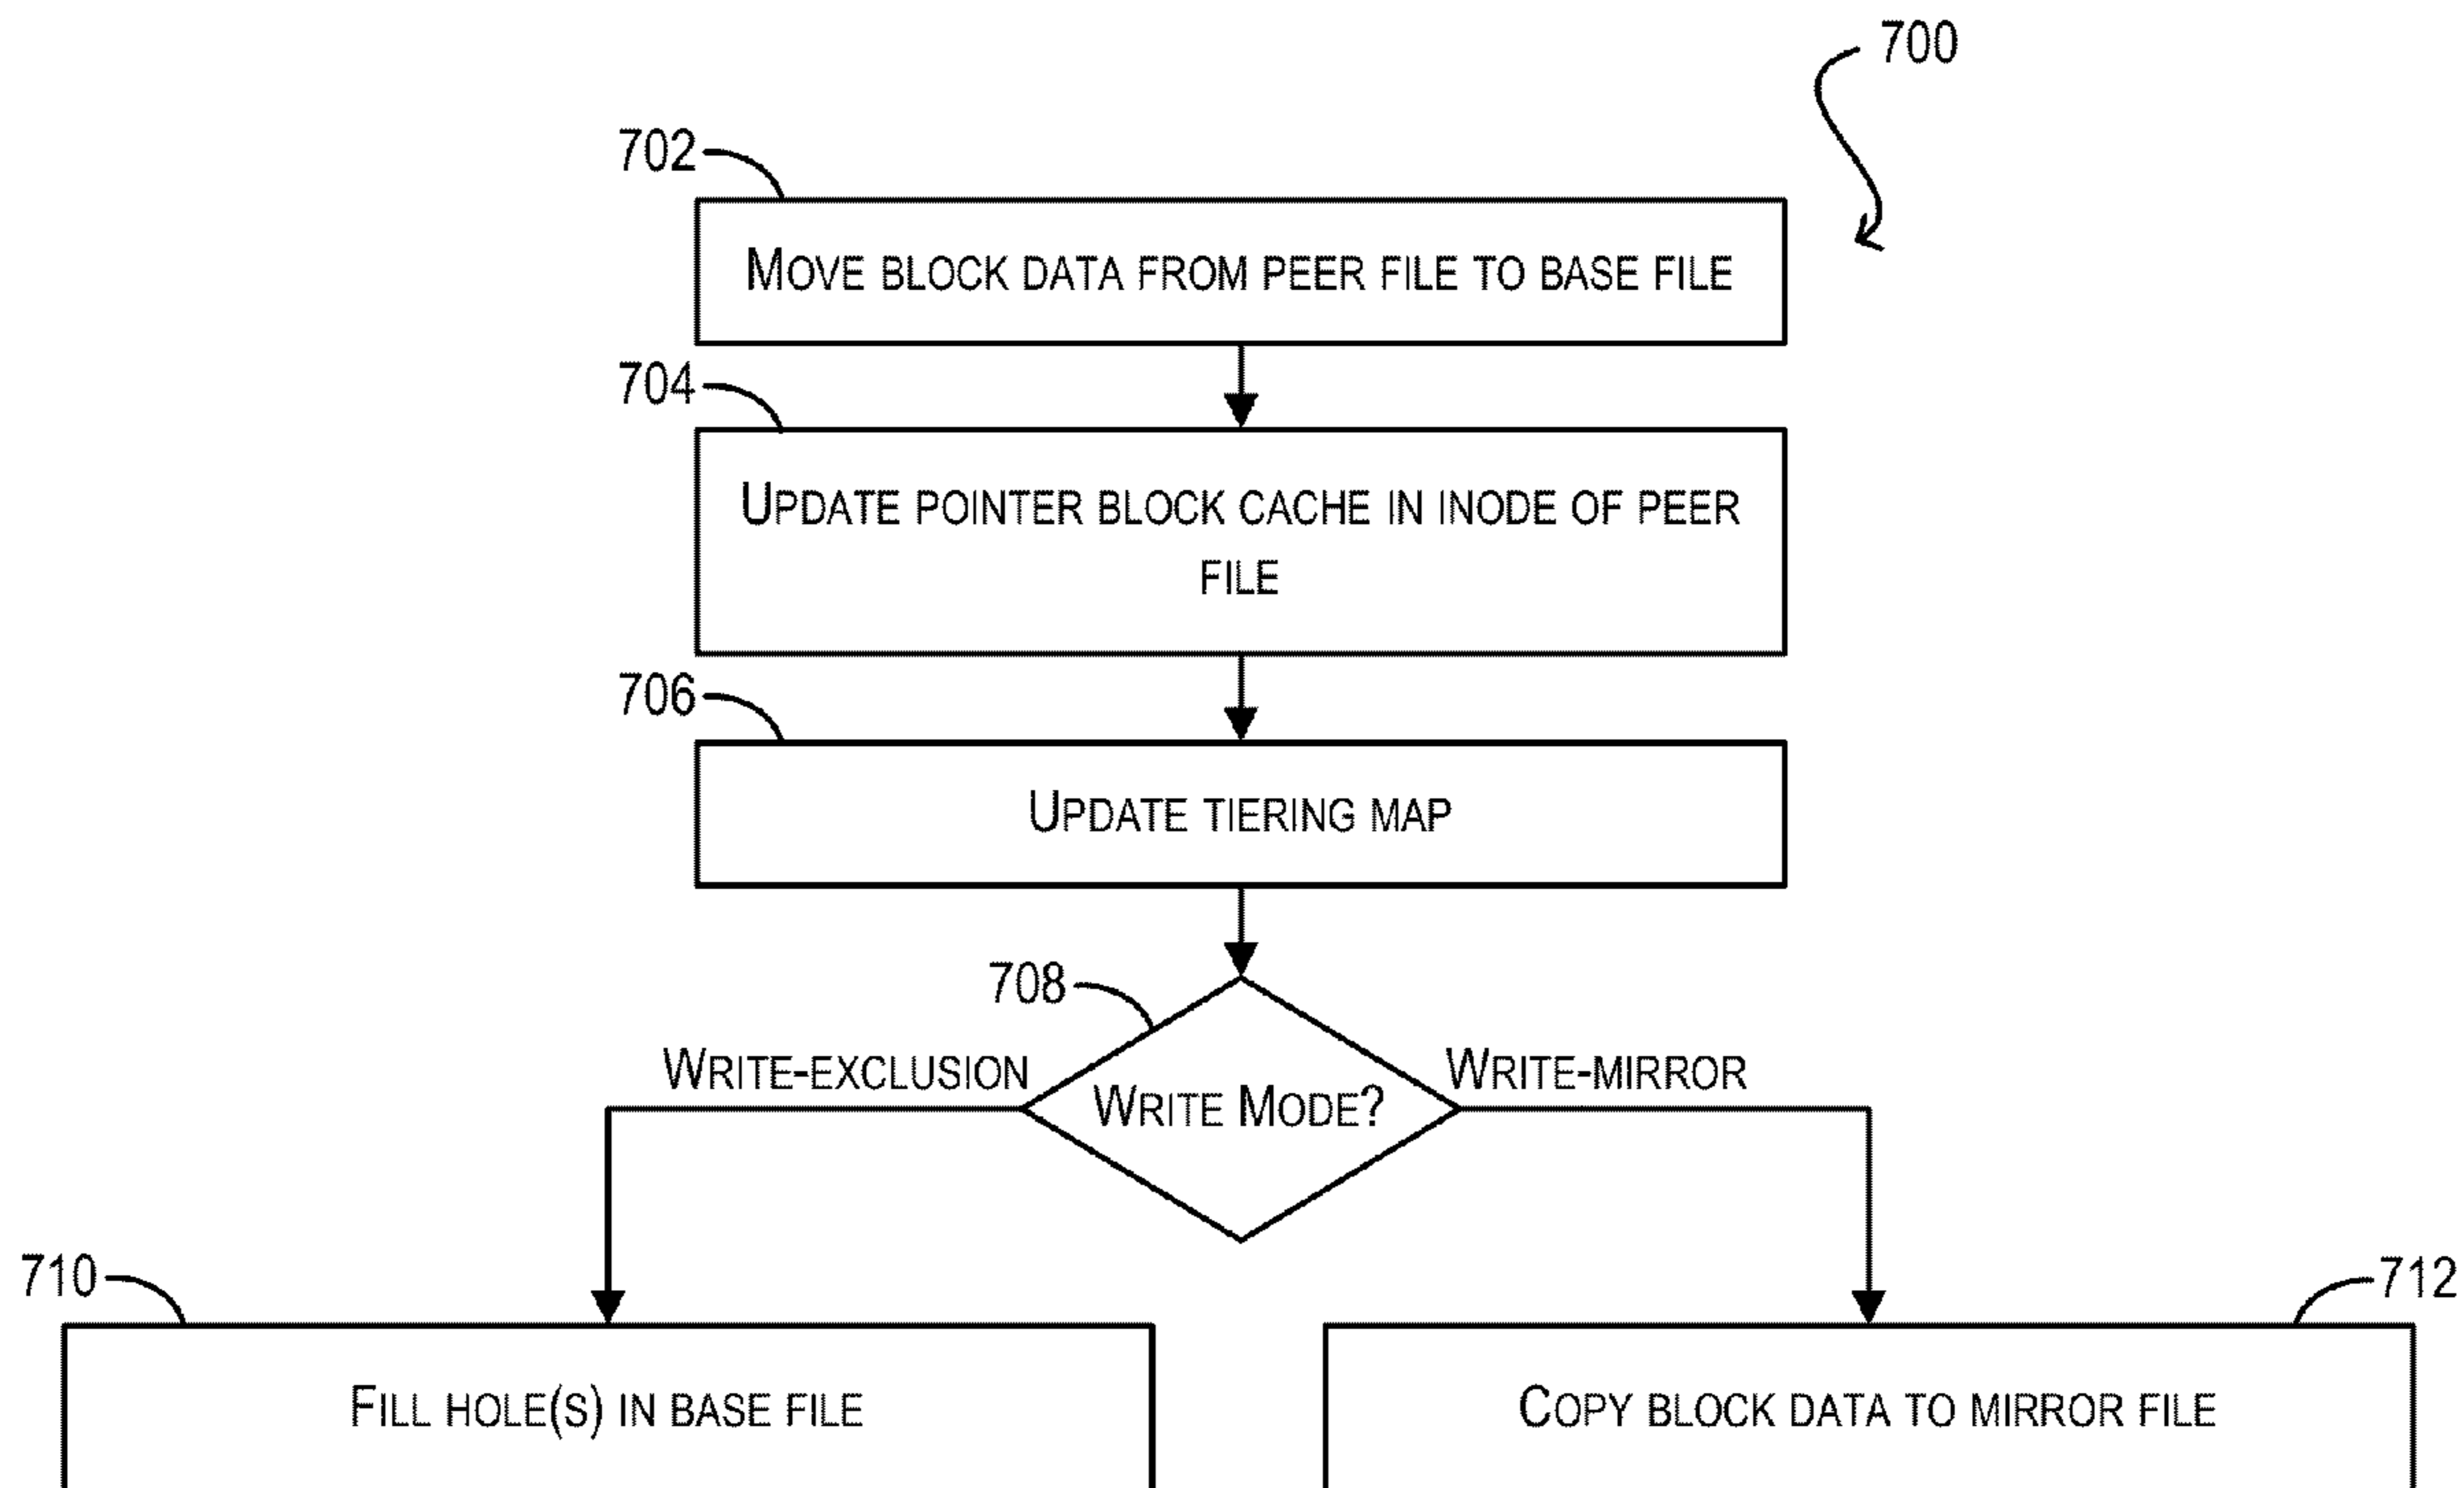 700
702
MOVE BLOCK DATA FROM PEER FILE TO BASE FILE
704
UPDATE POINTER BLOCK CACHE IN INODE OF PEER
FILE
706
UPDATE TIERING MAP
708
WRITE-EXCLUSION
WRITE MODE?
WRITE-MIRROR
710
712
FILL HOLE(S) IN BASE FILE
COPY BLOCK DATA TO MIRROR FILE